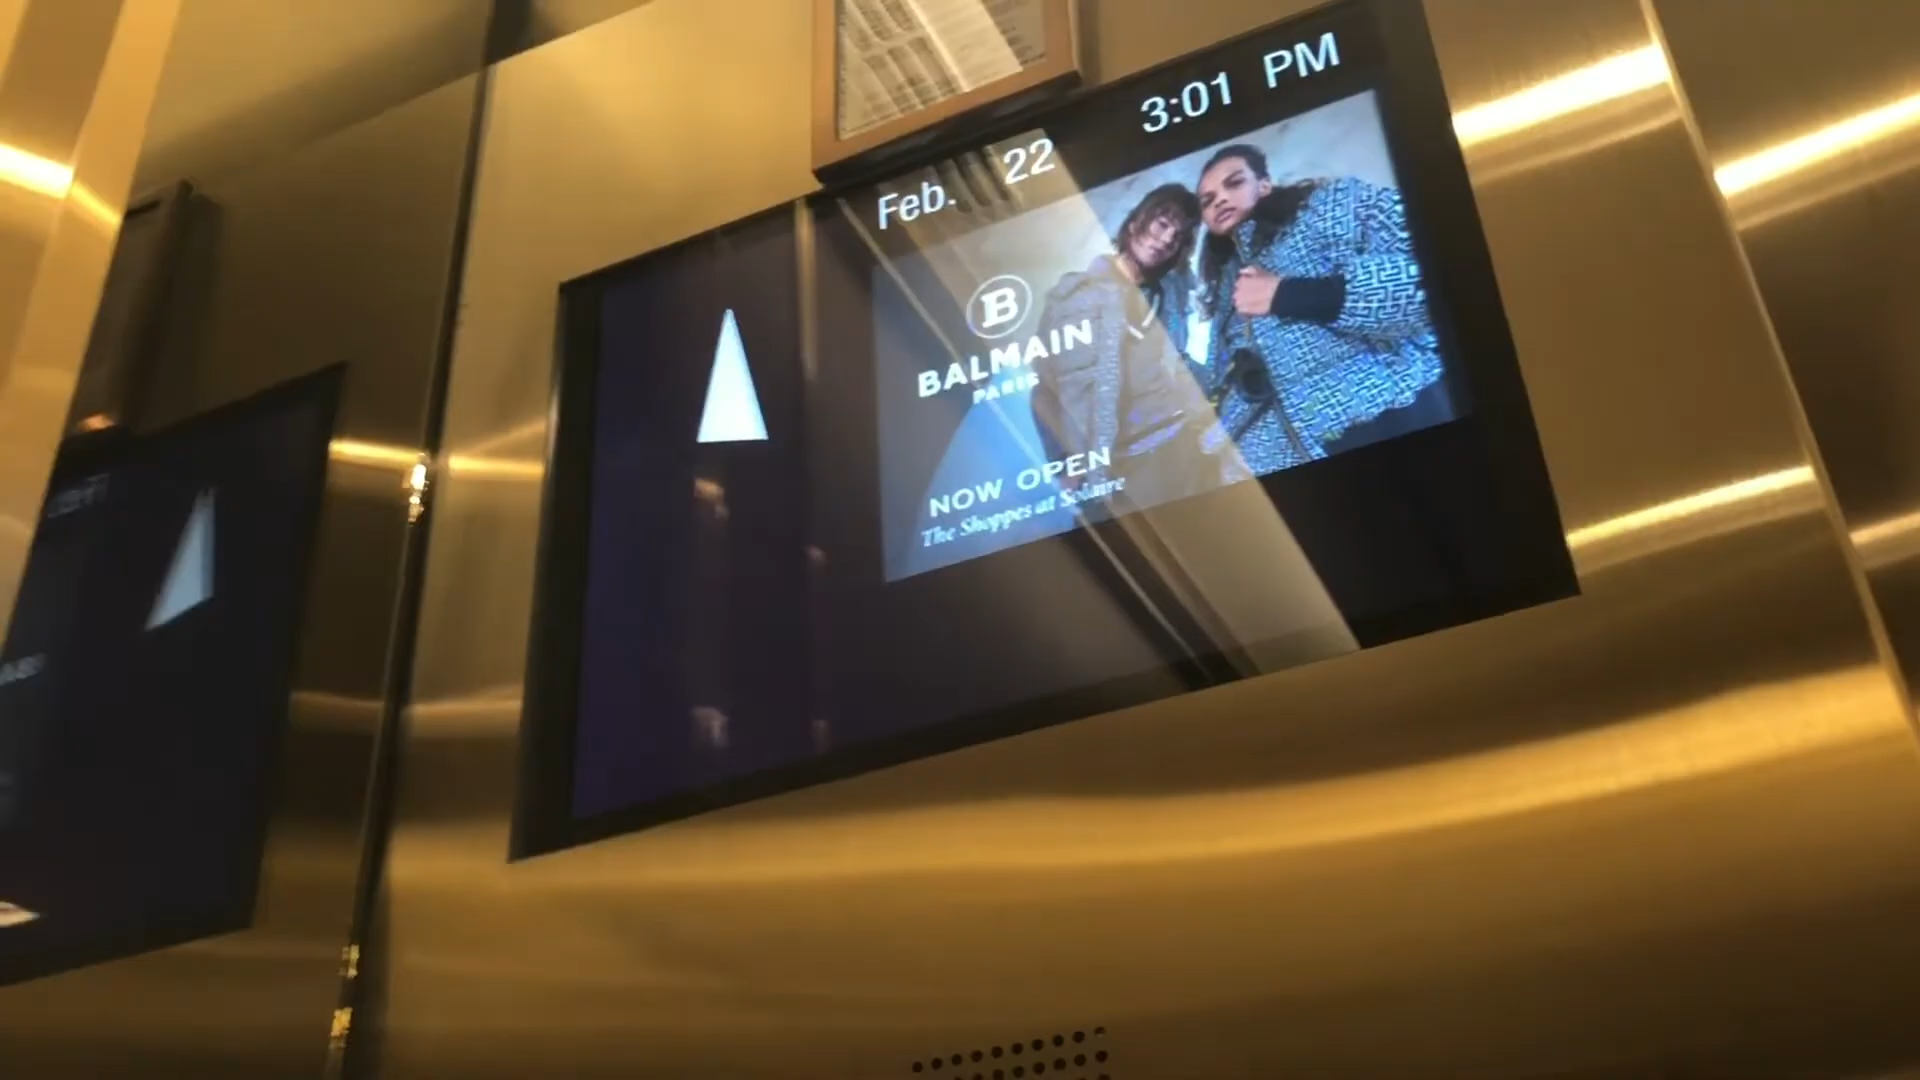 Feb. 22 3:01 PM
B
BALMAIN
PARIS
NOW OPEN
The Shoppes at Solaire